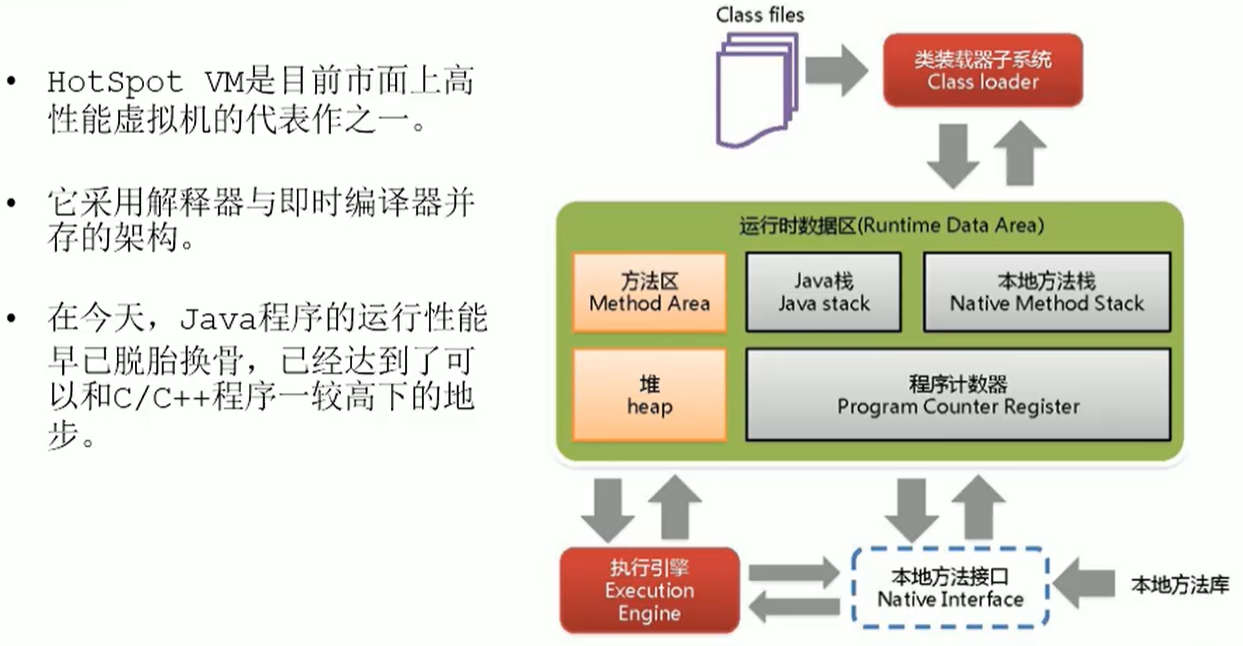 • HotSpot VM是目前市面上高
性能虚拟机的代表作之一。
• 它采用解释器与即时编译器并
存的架构。
• 在今天，Java程序的运行性能
早已脱胎换骨，已经达到了可
以和C/C++程序一较高下的地
步。
Class files
类装载器子系统
Class loader
运行时数据区(Runtime Data Area)
方法区
Method Area
Java栈
Java stack
本地方法栈
Native Method Stack
堆
heap
程序计数器
Program Counter Register
执行引擎
Execution
Engine
本地方法接口
Native Interface
本地方法库